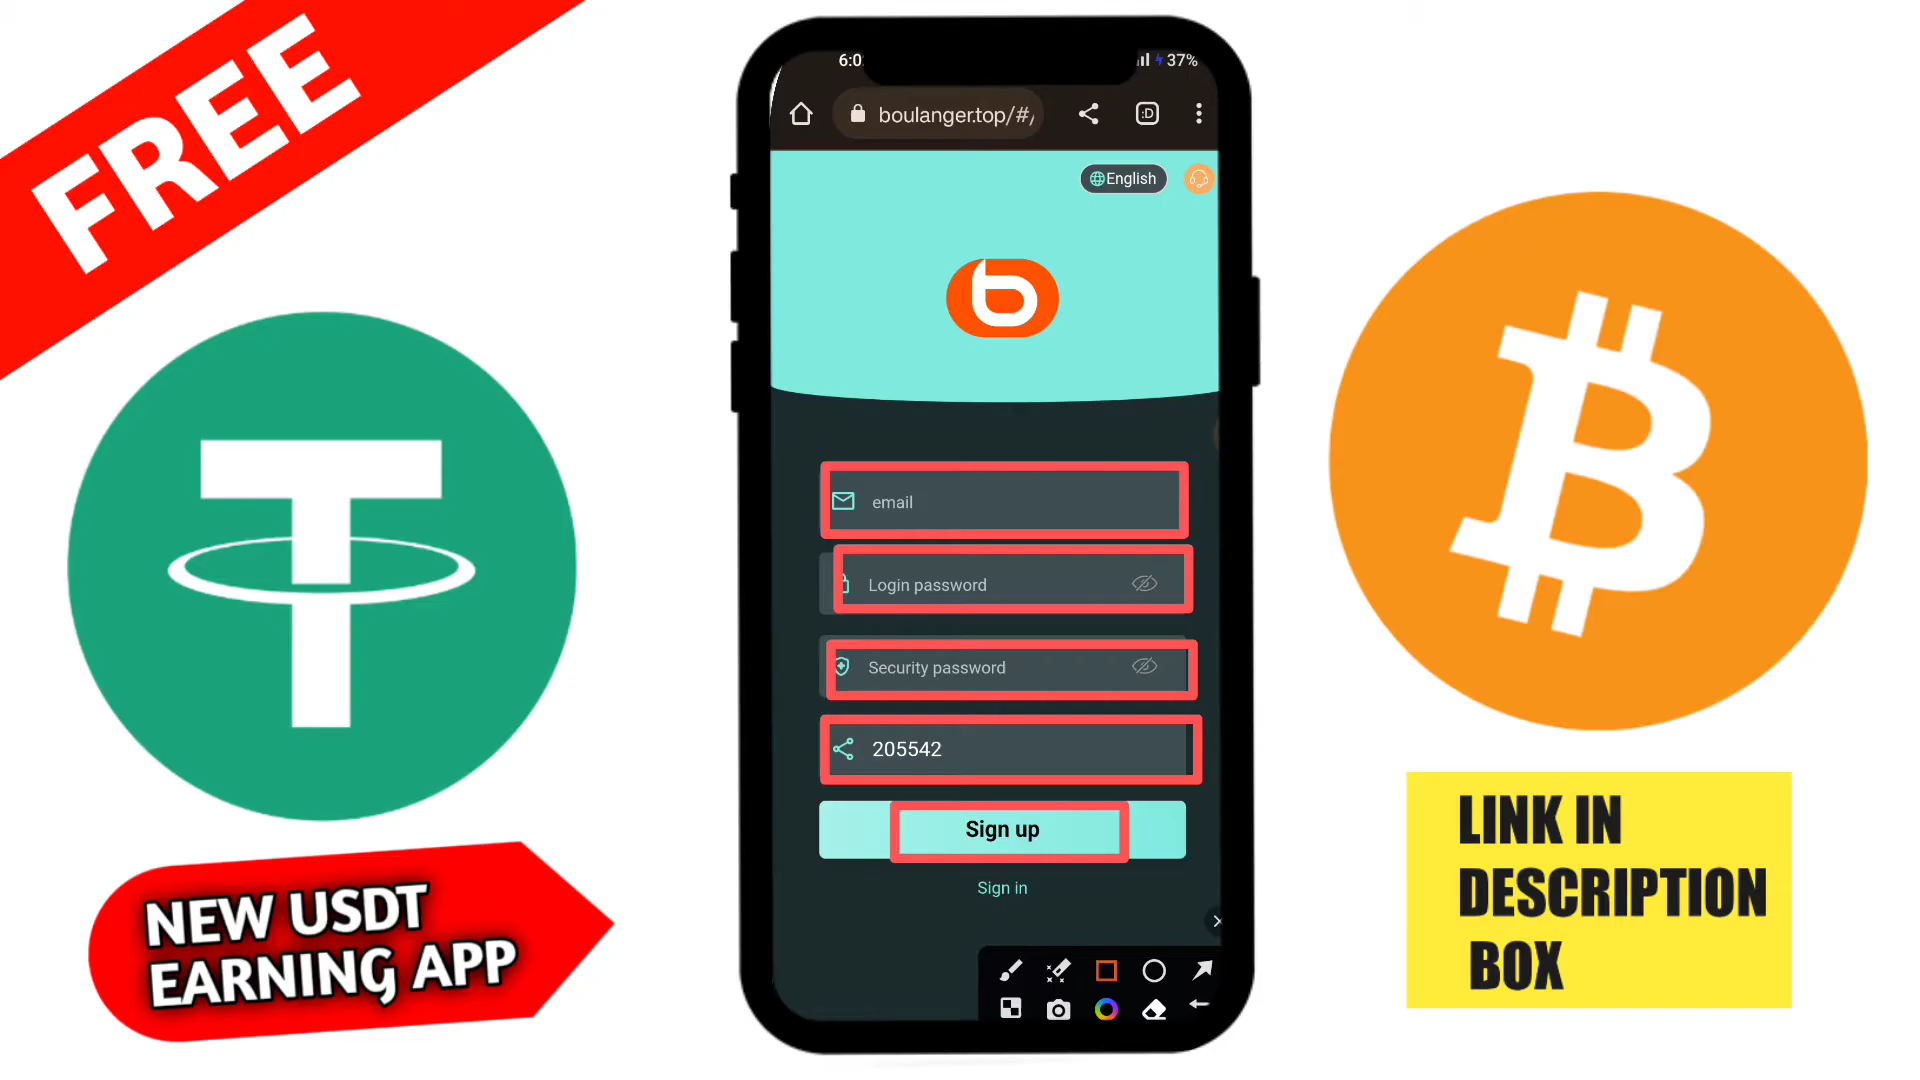 FREE
6:0
37%
boulanger.top/#/
English
email
Login password
Security password
205542
Sign up
Sign in
NEW USDT
EARNING APP
LINK IN
DESCRIPTION
BOX